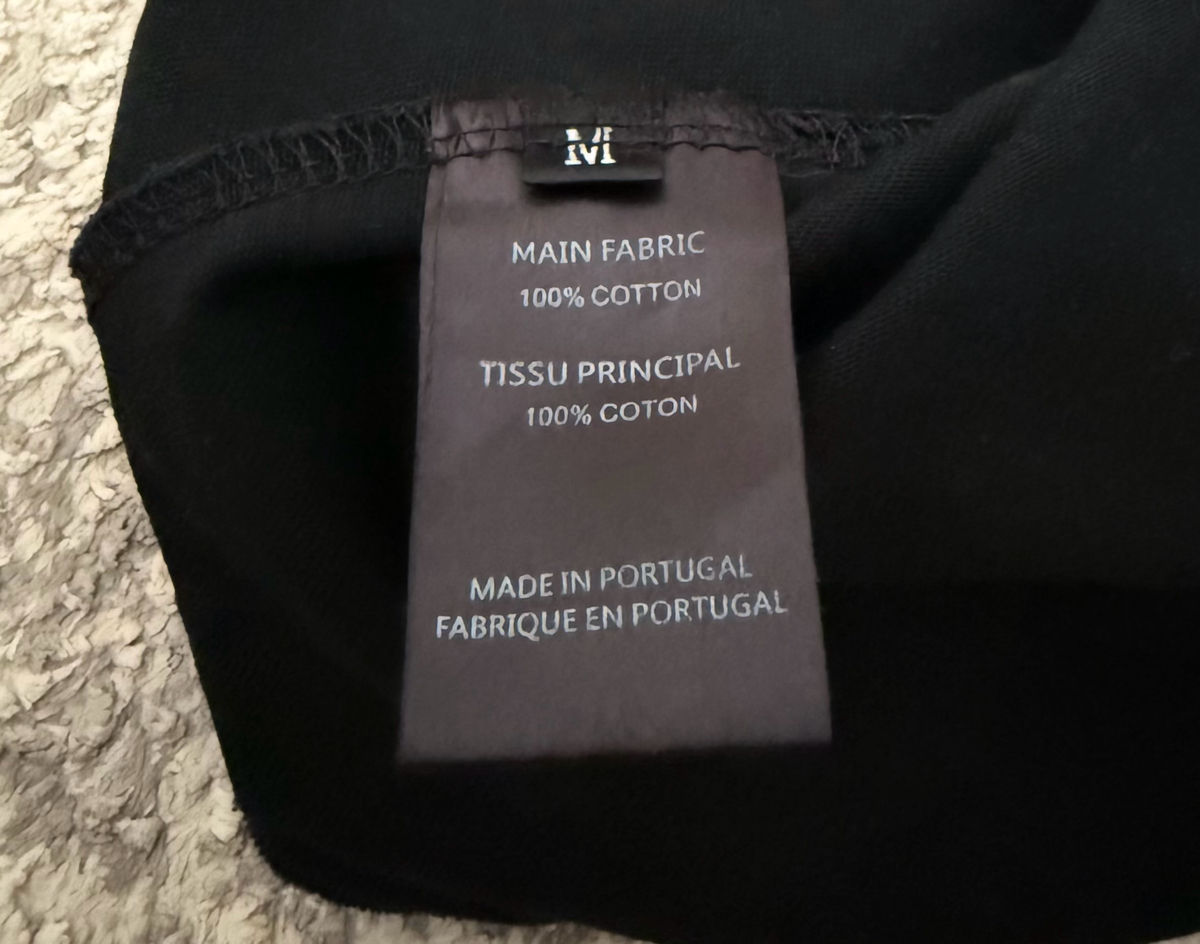 M
MAIN FABRIC
100% COTTON
TISSU PRINCIPAL
100% COTON
MADE IN PORTUGAL
FABRIQUE EN PORTUGAL